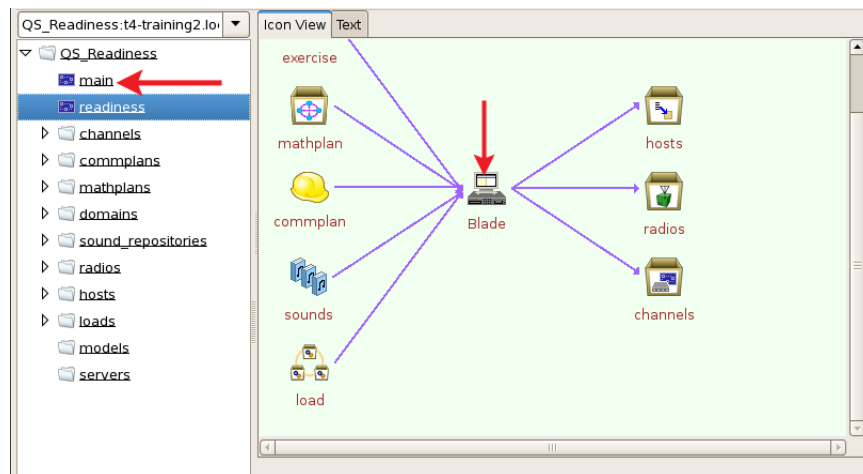 QS_Readiness:t4-training2.lo
QS_Readiness
main
readiness
channels
commplans
mathplans
domains
sound_repositories
radios
hosts
loads
models
servers
Icon View Text
exercise
mathplan
commplan
sounds
load
Blade
hosts
radios
channels